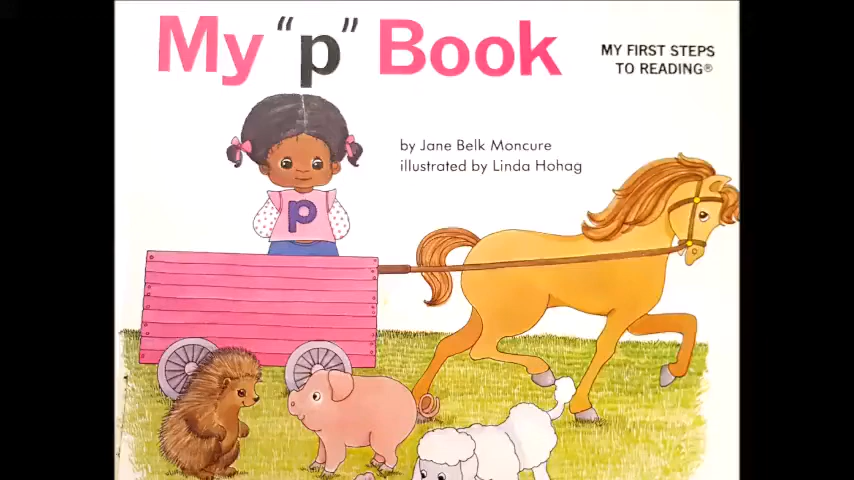 My "p" Book
MY FIRST STEPS
TO READING®
by Jane Belk Moncure
illustrated by Linda Hohag
p